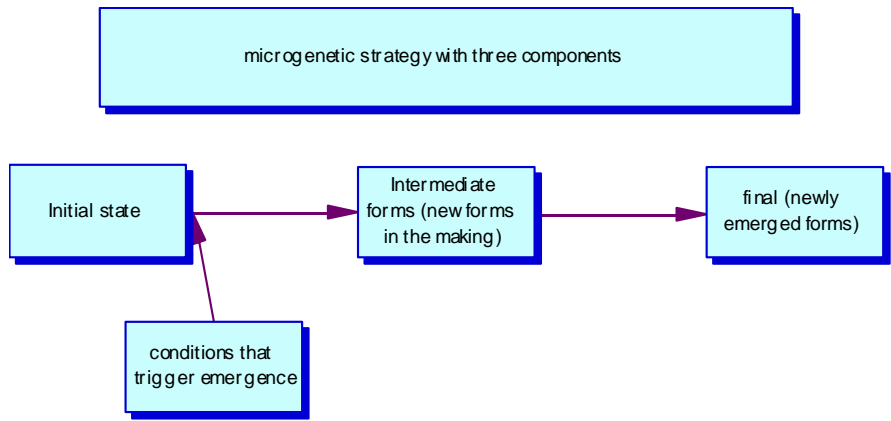 microgenetic strategy with three components
Initial state
Intermediate
forms (new forms
in the making)
final (newly
emerged forms)
conditions that
trigger emergence